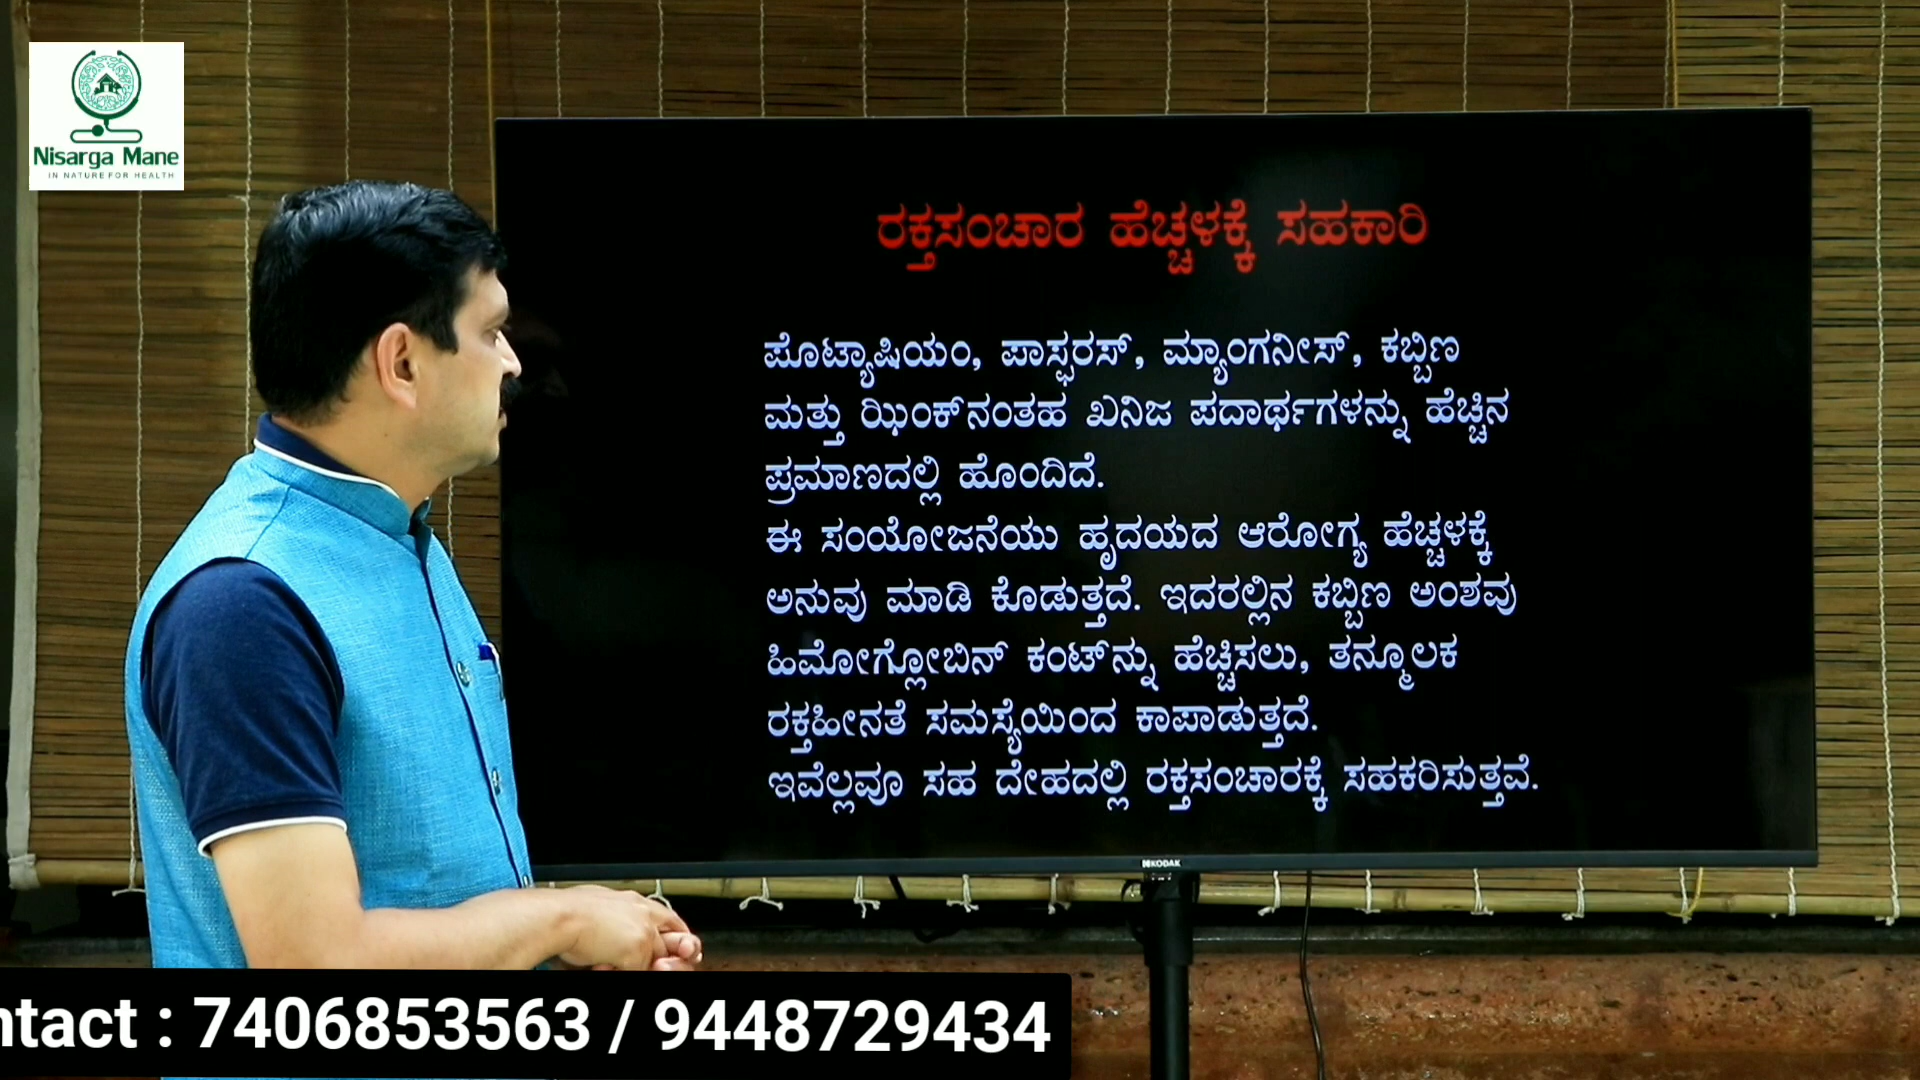 Nisarga Mane
IN NATURE FOR HEALTH
ರಕ್ತಸಂಚಾರ ಹೆಚ್ಚಳಕ್ಕೆ ಸಹಕಾರಿ
ಪೊಟ್ಯಾಷಿಯಂ, ಪಾಸ್ಫರಸ್, ಮ್ಯಾಂಗನೀಸ್, ಕಬ್ಬಿಣ
ಮತ್ತು ಝಿಂಕ್‌ನಂತಹ ಖನಿಜ ಪದಾರ್ಥಗಳನ್ನು ಹೆಚ್ಚಿನ
ಪ್ರಮಾಣದಲ್ಲಿ ಹೊಂದಿದೆ.
ಈ ಸಂಯೋಜನೆಯು ಹೃದಯದ ಆರೋಗ್ಯ ಹೆಚ್ಚಳಕ್ಕೆ
ಅನುವು ಮಾಡಿ ಕೊಡುತ್ತದೆ. ಇದರಲ್ಲಿನ ಕಬ್ಬಿಣ ಅಂಶವು
ಹಿಮೋಗ್ಲೋಬಿನ್ ಕಂಟ್‌ನ್ನು ಹೆಚ್ಚಿಸಲು, ತನ್ಮೂಲಕ
ರಕ್ತಹೀನತೆ ಸಮಸ್ಯೆಯಿಂದ ಕಾಪಾಡುತ್ತದೆ.
ಇವೆಲ್ಲವೂ ಸಹ ದೇಹದಲ್ಲಿ ರಕ್ತಸಂಚಾರಕ್ಕೆ ಸಹಕರಿಸುತ್ತವೆ.
KODAK
ntact : 7406853563 / 9448729434